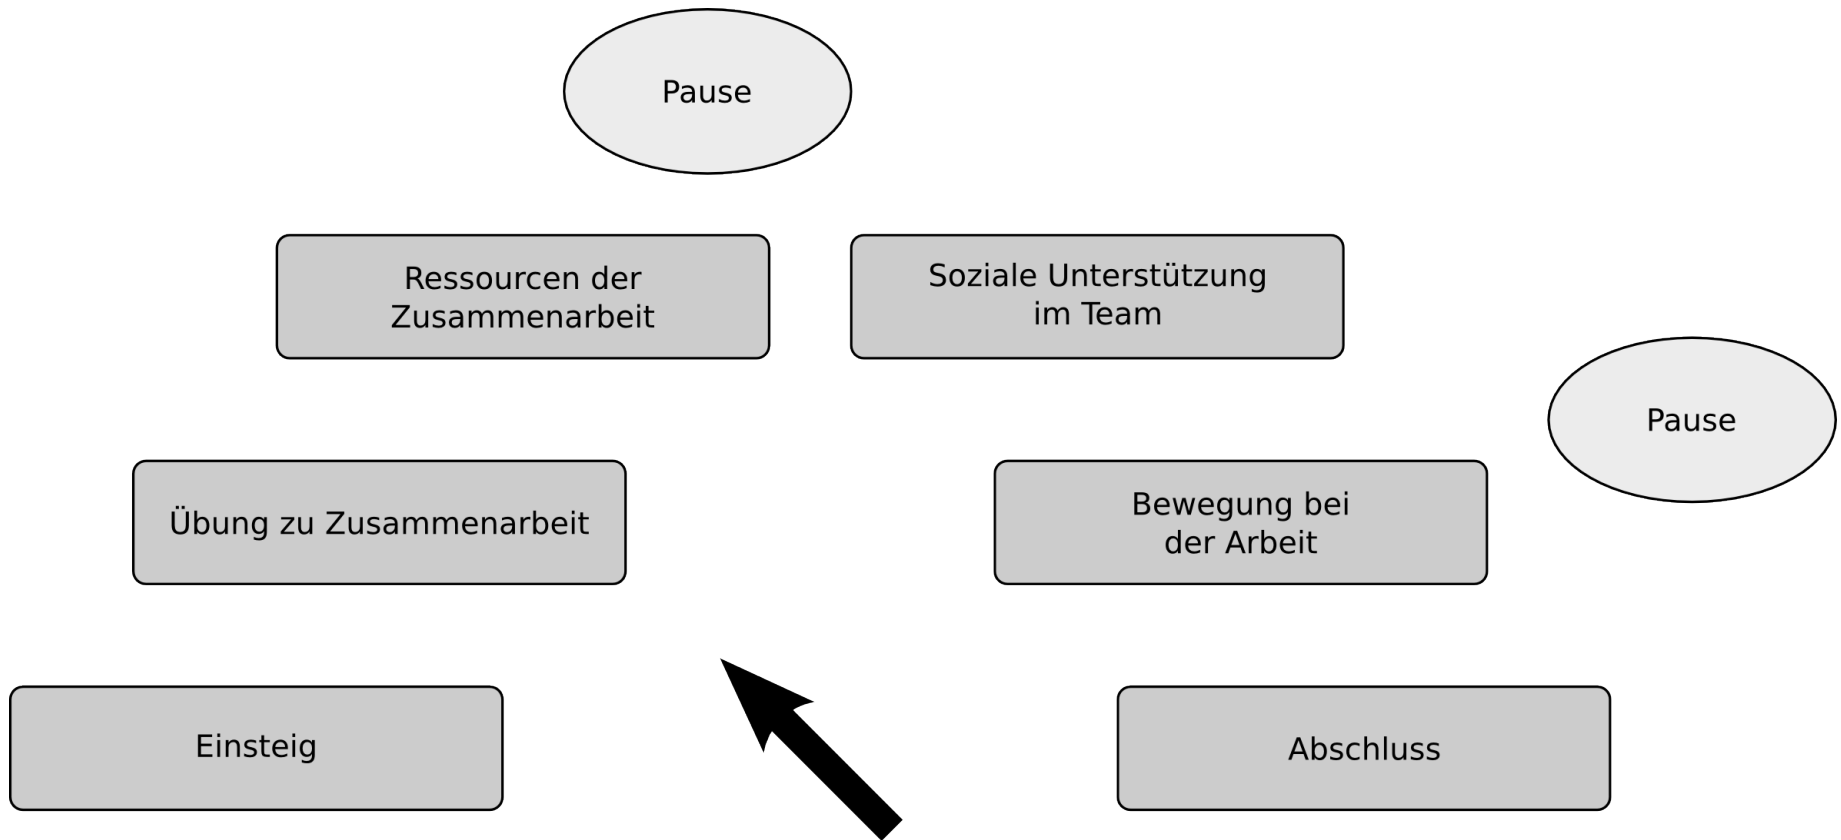 Pause
Ressourcen der
Zusammenarbeit
Soziale Unterstützung
im Team
Pause
Übung zu Zusammenarbeit
Bewegung bei
der Arbeit
Einsteig
Abschluss